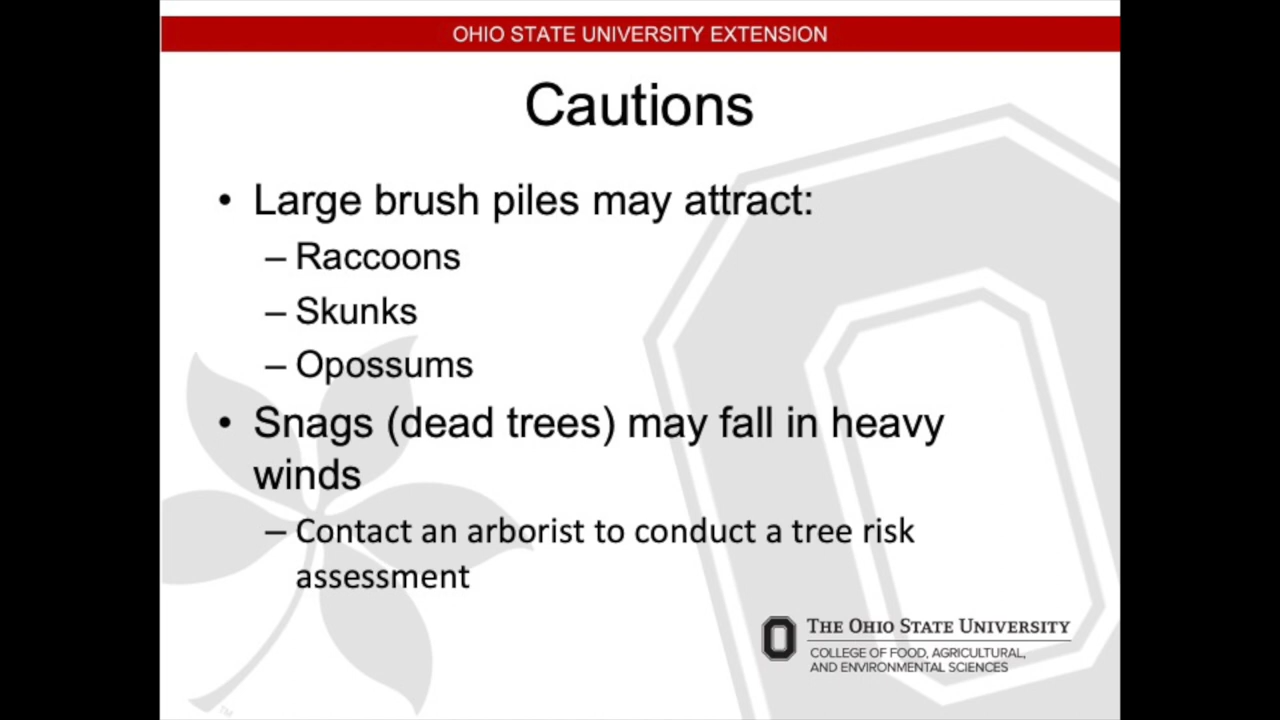 OHIO STATE UNIVERSITY EXTENSION
Cautions
• Large brush piles may attract:
– Raccoons
– Skunks
– Opossums
• Snags (dead trees) may fall in heavy
winds
– Contact an arborist to conduct a tree risk
assessment
THE OHIO STATE UNIVERSITY
COLLEGE OF FOOD, AGRICULTURAL,
AND ENVIRONMENTAL SCIENCES
TM